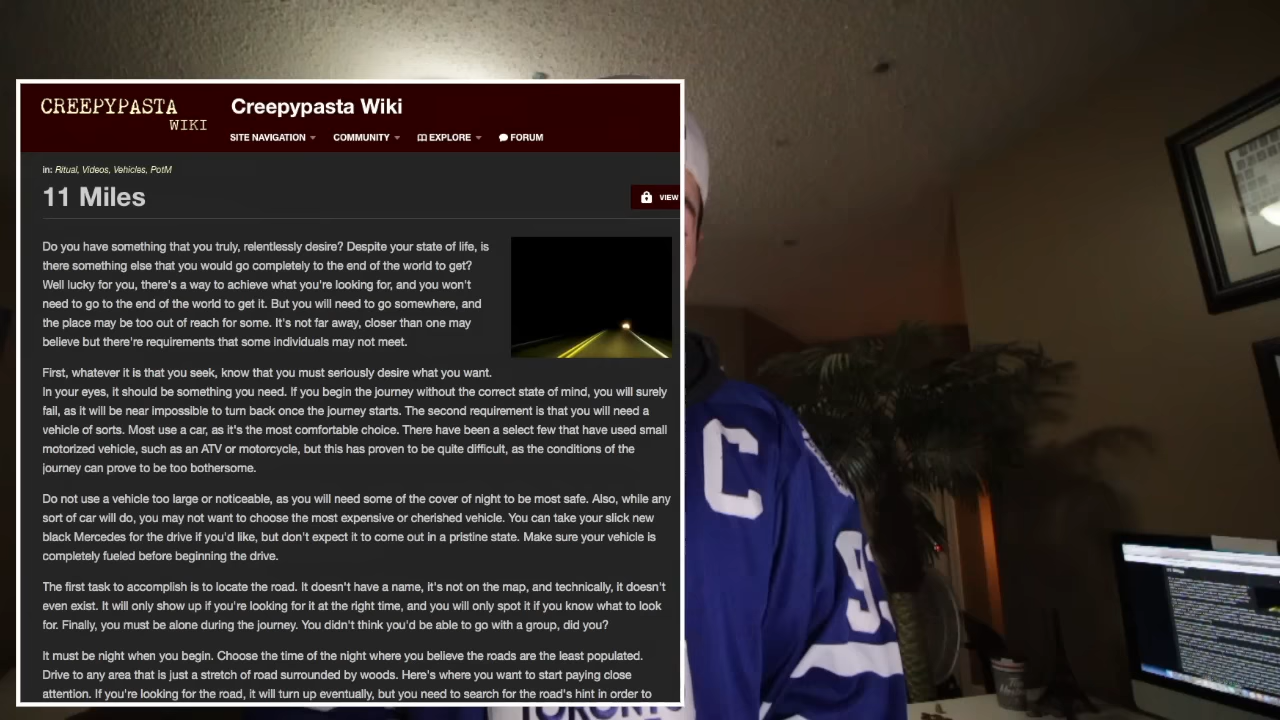 CREEPYPASTA
WIKI
Creepypasta Wiki
SITE NAVIGATION
COMMUNITY
EXPLORE
FORUM
in: Ritual, Videos, Vehicles, PotM
11 Miles
VIEW
Do you have something that you truly, relentlessly desire? Despite your state of life, is
there something else that you would go completely to the end of the world to get?
Well lucky for you, there's a way to achieve what you're looking for, and you won't
need to go to the end of the world to get it. But you will need to go somewhere, and
the place may be too out of reach for some. It's not far away, closer than one may
believe but there're requirements that some individuals may not meet.
First, whatever it is that you seek, know that you must seriously desire what you want.
In your eyes, it should be something you need. If you begin the journey without the correct state of mind, you will surely
fail, as it will be near impossible to turn back once the journey starts. The second requirement is that you will need a
vehicle of sorts. Most use a car, as it's the most comfortable choice. There have been a select few that have used small
motorized vehicle, such as an ATV or motorcycle, but this has proven to be quite difficult, as the conditions of the
journey can prove to be too bothersome.
Do not use a vehicle too large or noticeable, as you will need some of the cover of night to be most safe. Also, while any
sort of car will do, you may not want to choose the most expensive or cherished vehicle. You can take your slick new
black Mercedes for the drive if you'd like, but don't expect it to come out in a pristine state. Make sure your vehicle is
completely fueled before beginning the drive.
The first task to accomplish is to locate the road. It doesn't have a name, it's not on the map, and technically, it doesn't
even exist. It will only show up if you're looking for it at the right time, and you will only spot it if you know what to look
for. Finally, you must be alone during the journey. You didn't think you'd be able to go with a group, did you?
It must be night when you begin. Choose the time of the night where you believe the roads are the least populated.
Drive to any area that is just a stretch of road surrounded by woods. Here's where you want to start paying close
attention. If you're looking for the road, it will turn up eventually, but you need to search for the road's hint in order to
C
TORONTO